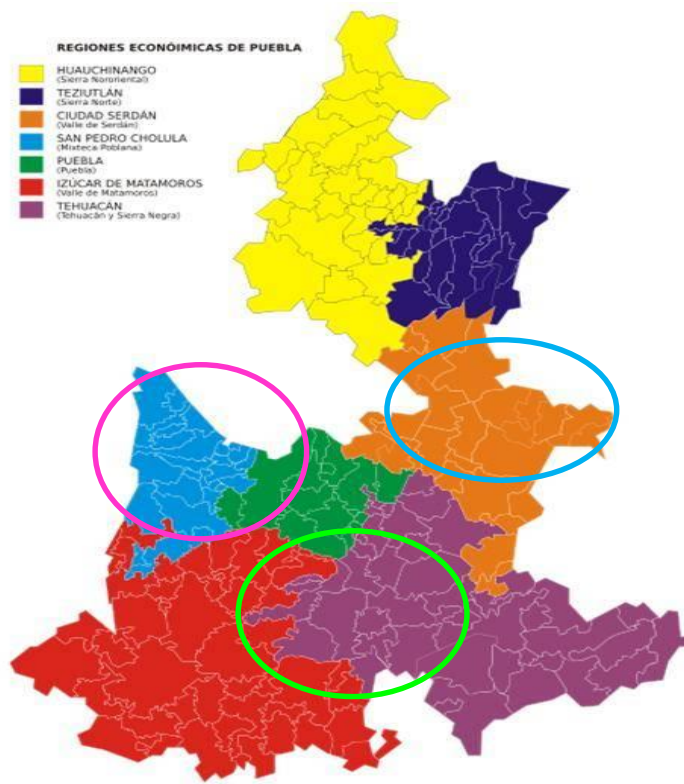 REGIONES ECONÓIMICAS DE PUEBLA
HUAUCHINANGO
(Sierra Nororiental)
TEZIUTLÁN
(Sierra Norte)
CIUDAD SERDÁN
(Valle de Serdán)
SAN PEDRO CHOLULA
(Mixteca Poblana)
PUEBLA
(Puebla)
IZÚCAR DE MATAMOROS
(Valle de Matamoros)
TEHUACÁN
(Tehuacán y Sierra Negra)